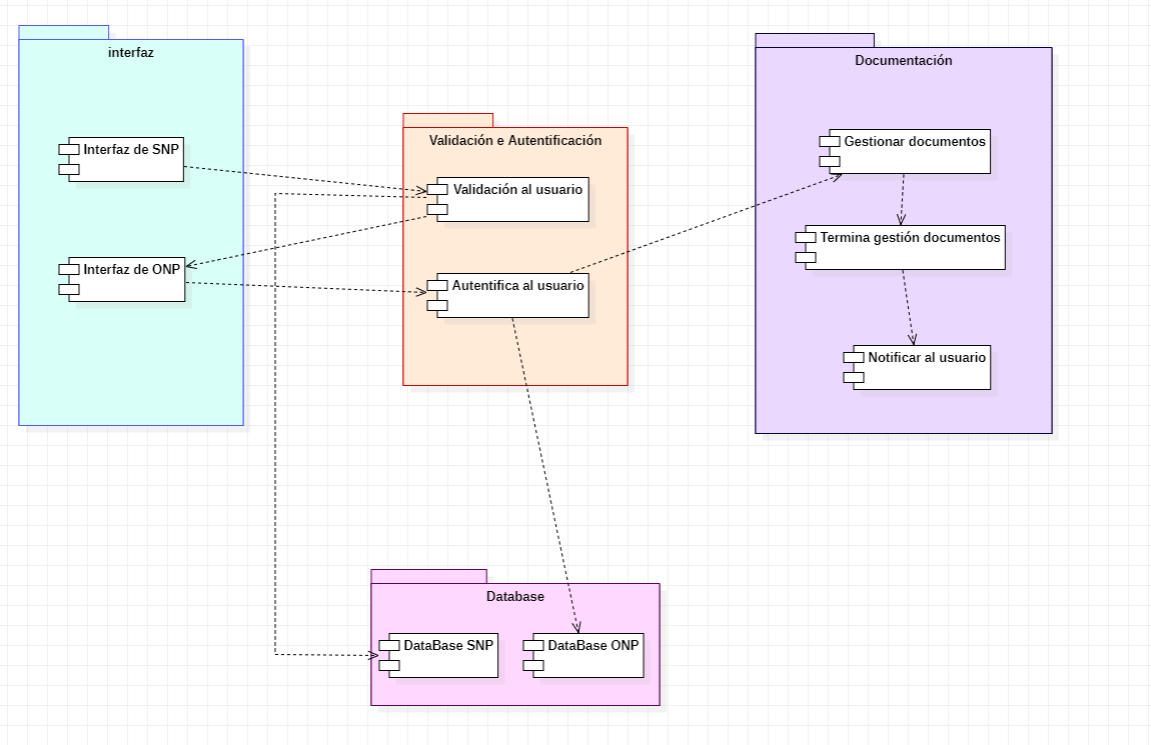 interfaz
Interfaz de SNP
Interfaz de ONP
Validación e Autentificación
Validación al usuario
Autentifica al usuario
Documentación
Gestionar documentos
Termina gestión documentos
Notificar al usuario
Database
DataBase SNP
DataBase ONP